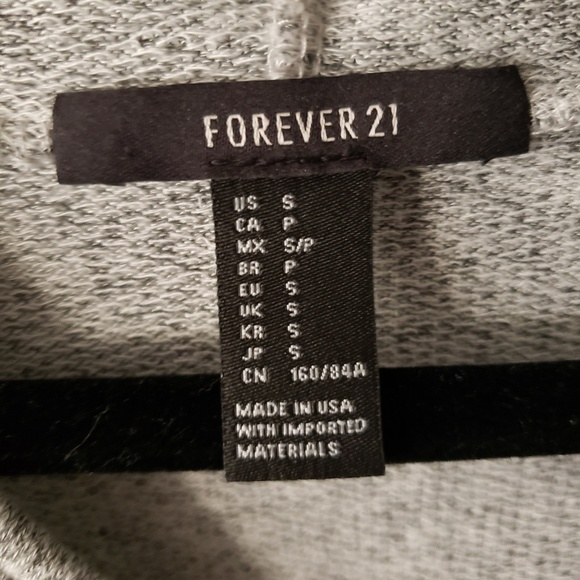 FOREVER 21
US S
CA P
MX S/P
BR P
EU S
UK S
KR S
JP S
CN 160/84A
MADE IN USA
WITH IMPORTED
MATERIALS